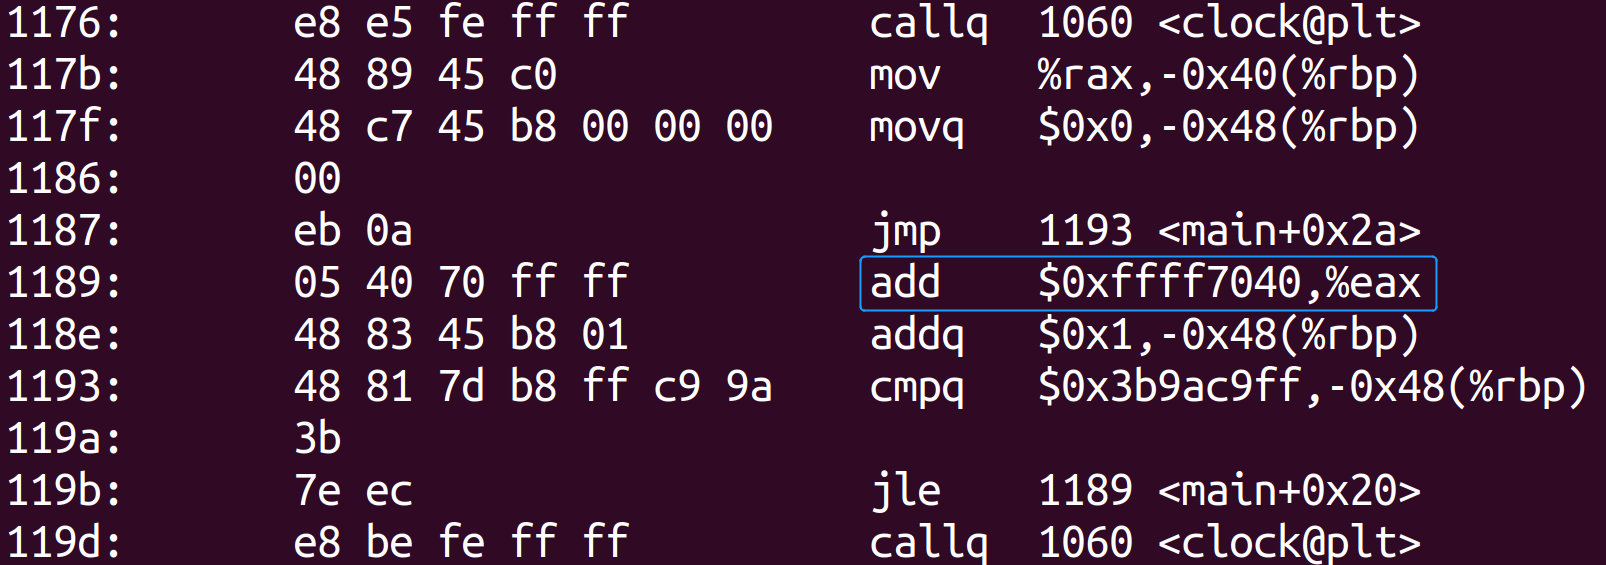 1176: e8 e5 fe ff ff callq 1060 <clock@plt>
117b: 48 89 45 c0 mov %rax,-0x40(%rbp)
117f: 48 c7 45 b8 00 00 00 movq $0x0,-0x48(%rbp)
1186: 00
1187: eb 0a jmp 1193 <main+0x2a>
1189: 05 40 70 ff ff add $0xffff7040,%eax
118e: 48 83 45 b8 01 addq $0x1,-0x48(%rbp)
1193: 48 81 7d b8 ff c9 9a cmpq $0x3b9ac9ff,-0x48(%rbp)
119a: 3b
119b: 7e ec jle 1189 <main+0x20>
119d: e8 be fe ff ff callq 1060 <clock@plt>